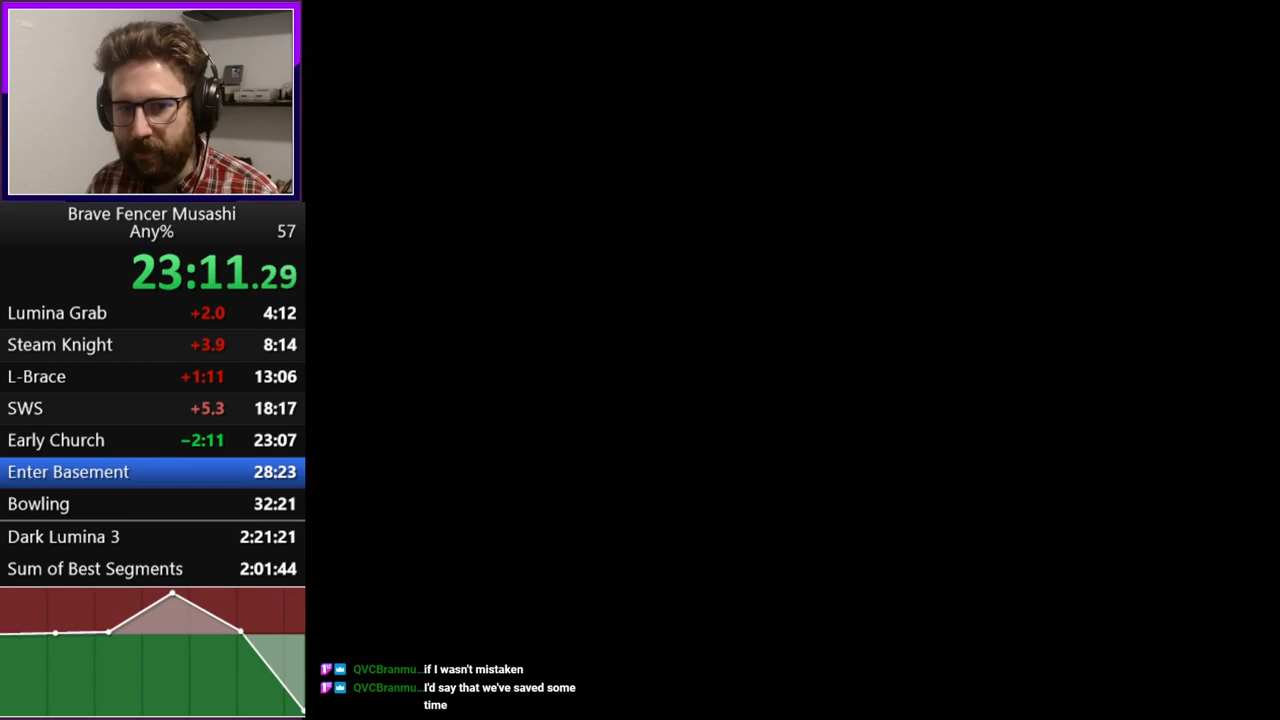 Brave Fencer Musashi
Any% 57
23:11.29
Lumina Grab +2.0 4:12
Steam Knight +3.9 8:14
L-Brace +1:11 13:06
SWS +5.3 18:17
Early Church −2:11 23:07
Enter Basement 28:23
Bowling 32:21
Dark Lumina 3 2:21:21
Sum of Best Segments 2:01:44
QVCBranmu... if I wasn't mistaken
QVCBranmu... I'd say that we've saved some
time